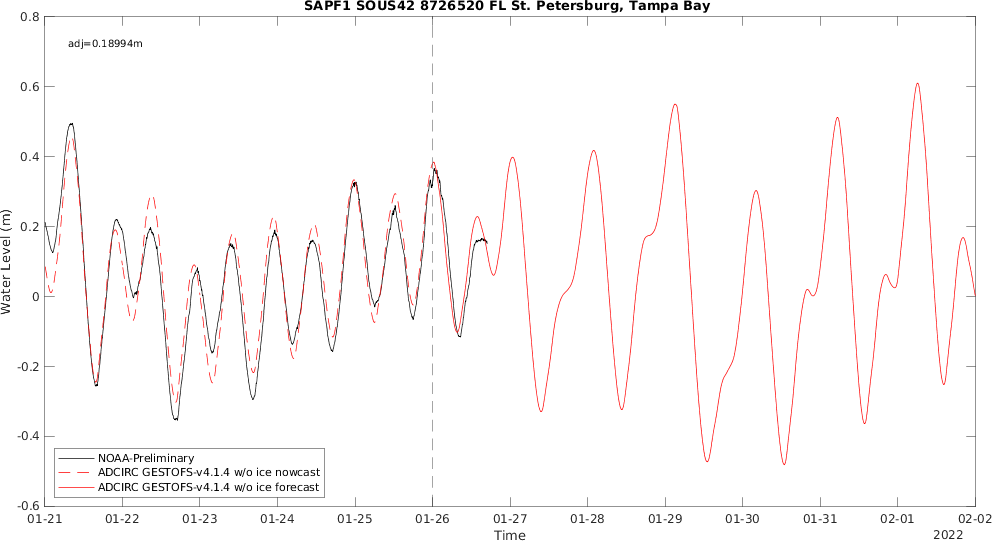 SAPF1 SOUS42 8726520 FL St. Petersburg, Tampa Bay
adj=0.18994m
0.8
0.6
0.4
0.2
0
-0.2
-0.4
-0.6
Water Level (m)
NOAA-Preliminary
ADCIRC GESTOFS-v4.1.4 w/o ice nowcast
ADCIRC GESTOFS-v4.1.4 w/o ice forecast
01-21 01-22 01-23 01-24 01-25 01-26 01-27 01-28 01-29 01-30 01-31 02-01 02-02
Time
2022